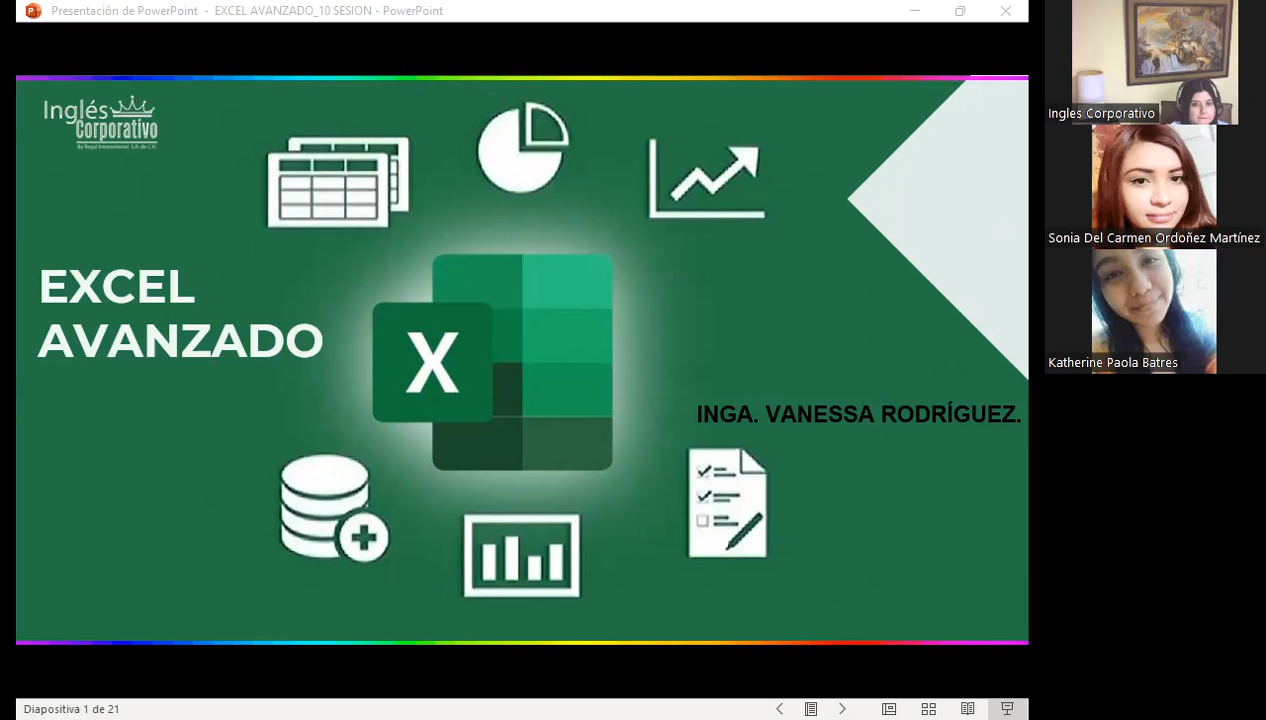 Presentación de PowerPoint - EXCEL AVANZADO_10 SESION - PowerPoint
Inglés
Corporativo
EXCEL
AVANZADO
X
INGA. VANESSA RODRÍGUEZ.
Ingles Corporativo
Sonia Del Carmen Ordoñez Martínez
Katherine Paola Batres
Diapositiva 1 de 21